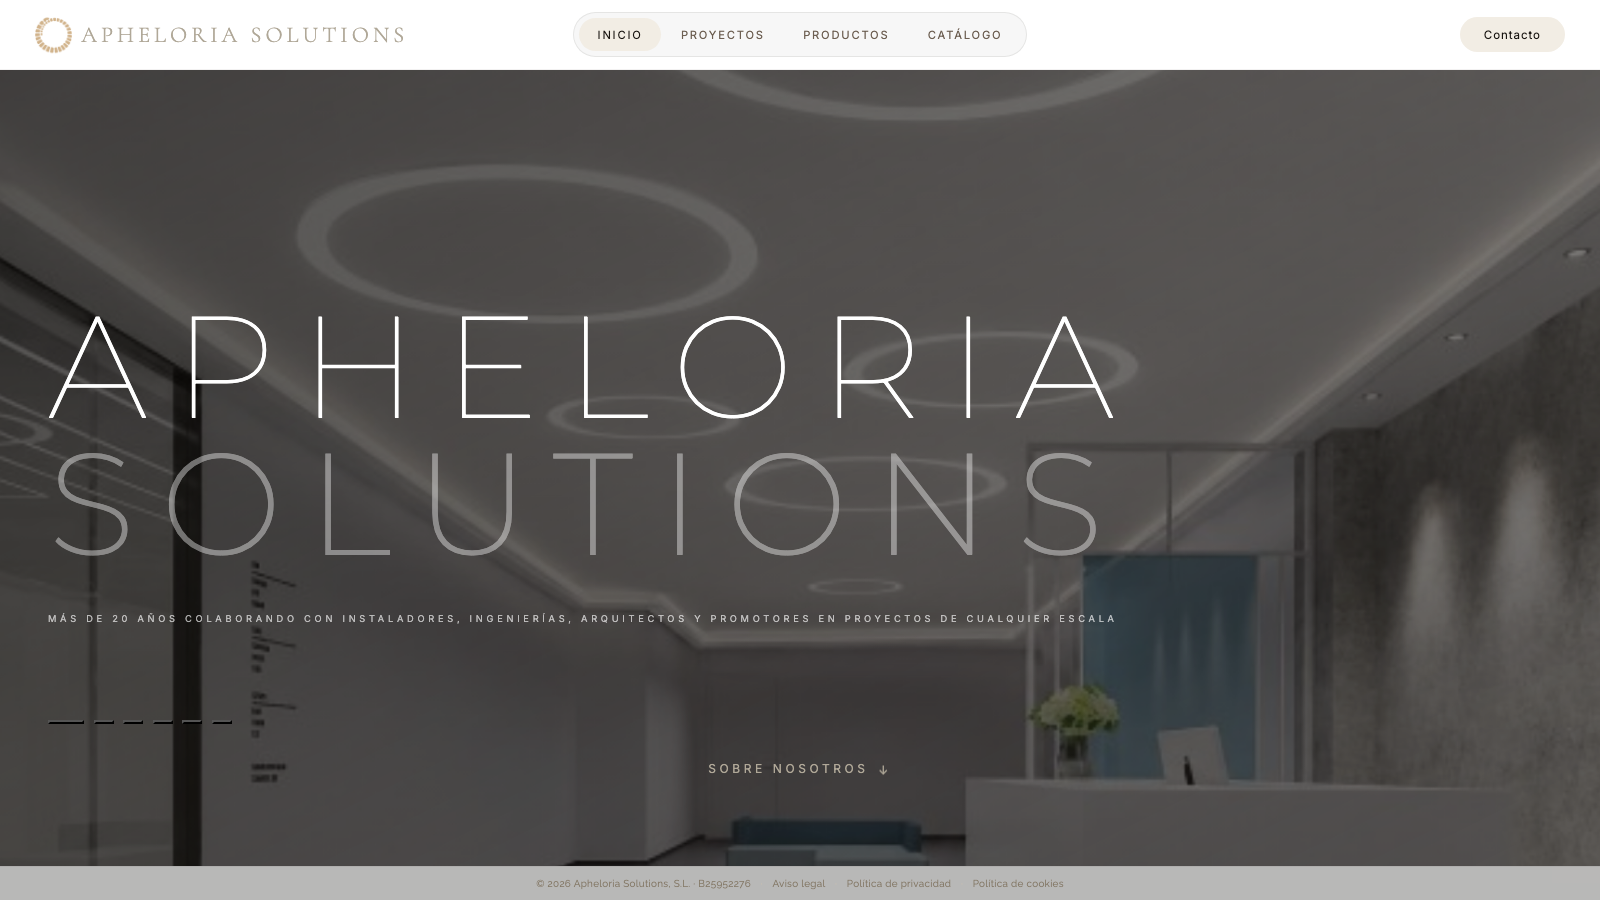 APHELORIA SOLUTIONS
INICIO
PROYECTOS
PRODUCTOS
CATÁLOGO
Contacto
APHELORIA
SOLUTIONS
MÁS DE 20 AÑOS COLABORANDO CON INSTALADORES, INGENIERÍAS, ARQUITECTOS Y PROMOTORES EN PROYECTOS DE CUALQUIER ESCALA
SOBRE NOSOTROS ↓
© 2026 Apheloria Solutions, S.L. · B25952276
Aviso legal
Política de privacidad
Política de cookies